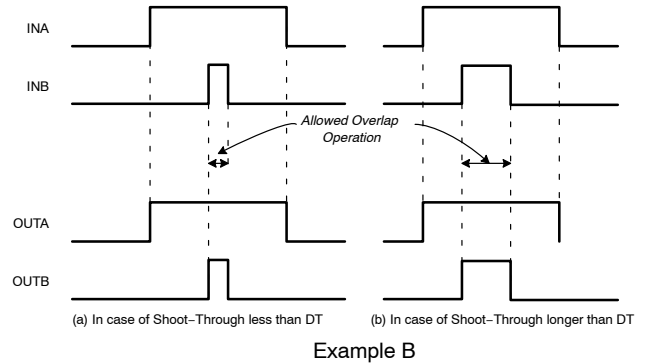 INA
INB
Allowed Overlap
Operation
OUTA
OUTB
(a) In case of Shoot−Through less than DT
(b) In case of Shoot−Through longer than DT
Example B